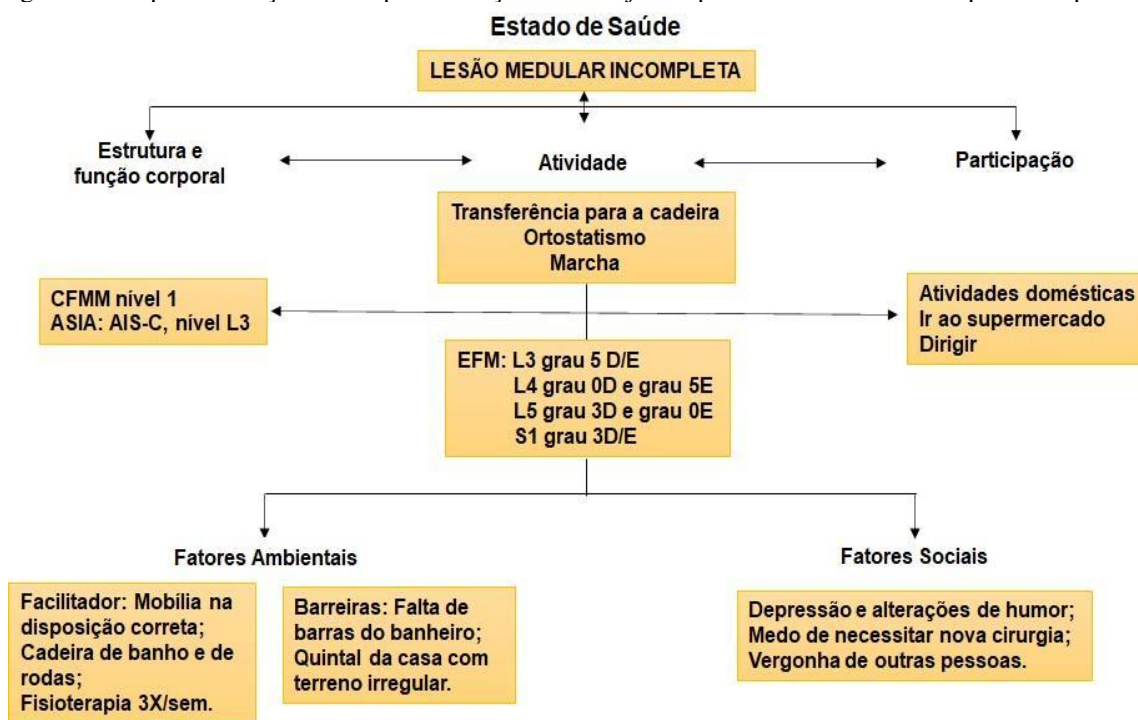 Estado de Saúde
LESÃO MEDULAR INCOMPLETA
Estrutura e
função corporal
Atividade
Participação
Transferência para a cadeira
Ortostatismo
Marcha
CFMM nível 1
ASIA: AIS-C, nível L3
Atividades domésticas
Ir ao supermercado
Dirigir
EFM: L3 grau 5 D/E
L4 grau 0D e grau 5E
L5 grau 3D e grau 0E
S1 grau 3D/E
Fatores Ambientais
Fatores Sociais
Facilitador: Mobília na
disposição correta;
Cadeira de banho e de
rodas;
Fisioterapia 3X/sem.
Barreiras: Falta de
barras do banheiro;
Quintal da casa com
terreno irregular.
Depressão e alterações de humor;
Medo de necessitar nova cirurgia;
Vergonha de outras pessoas.